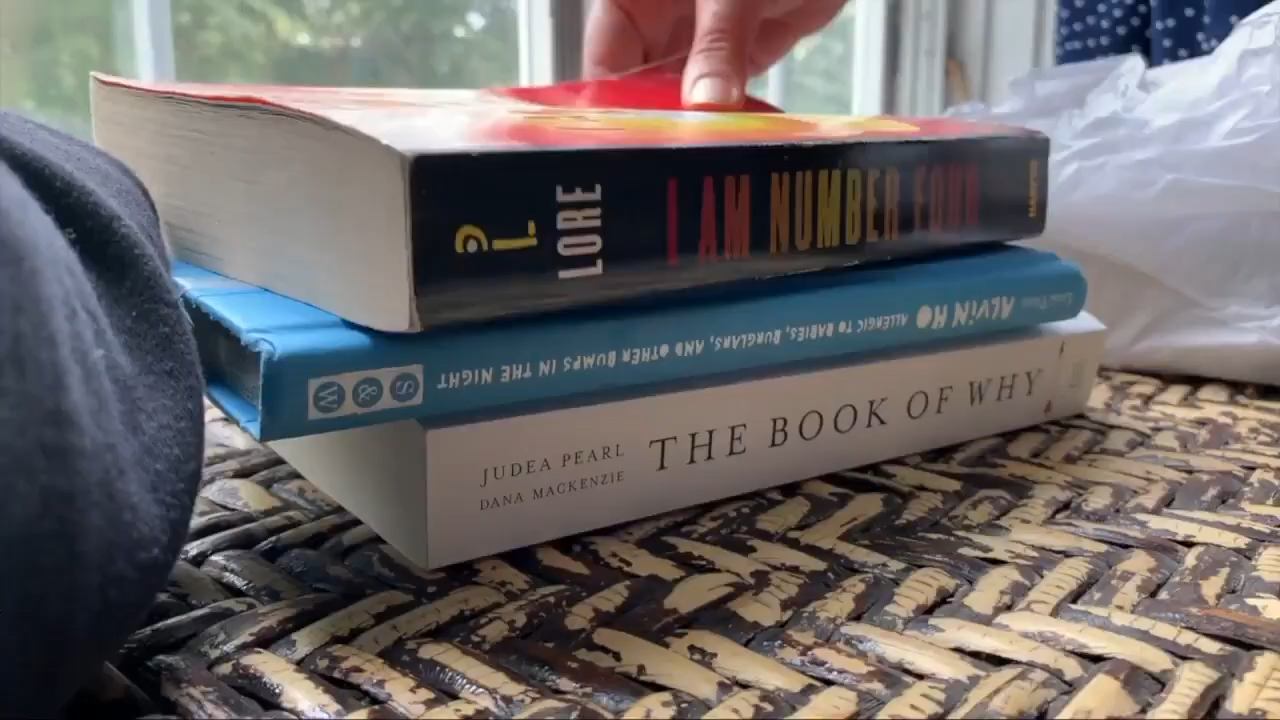 LORE
I AM NUMBER FOUR
HARPER
ALVIN HO
ALLERGIC TO BABIES, BURGLARS, AND OTHER BUMPS IN THE NIGHT
S & W
JUDEA PEARL
DANA MACKENZIE
THE BOOK OF WHY